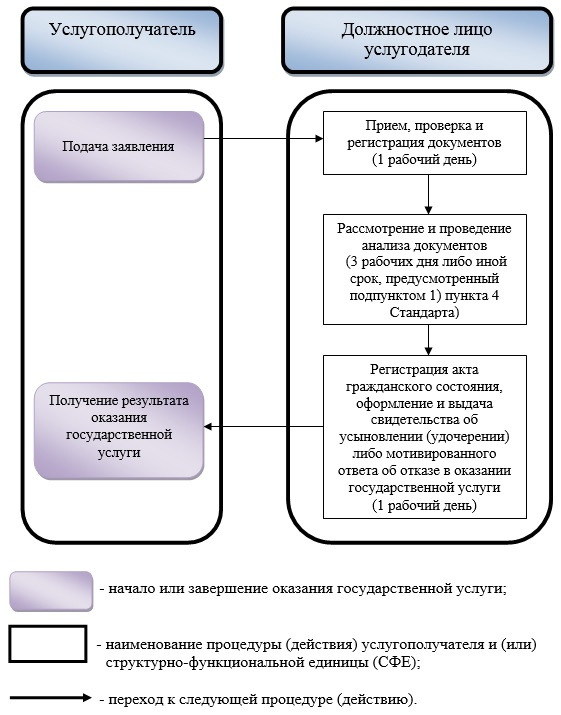 Услугополучатель
Должностное лицо
услугодателя
Подача заявления
Прием, проверка и
регистрация документов
(1 рабочий день)
Рассмотрение и проведение
анализа документов
(3 рабочих дня либо иной
срок, предусмотренный
подпунктом 1) пункта 4
Стандарта)
Регистрация акта
гражданского состояния,
оформление и выдача
свидетельства об
усыновлении (удочерении)
либо мотивированного
ответа об отказе в оказании
государственной услуги
(1 рабочий день)
Получение результата
оказания
государственной
услуги
- начало или завершение оказания государственной услуги;
- наименование процедуры (действия) услугополучателя и (или)
структурно-функциональной единицы (СФЕ);
- переход к следующей процедуре (действию).